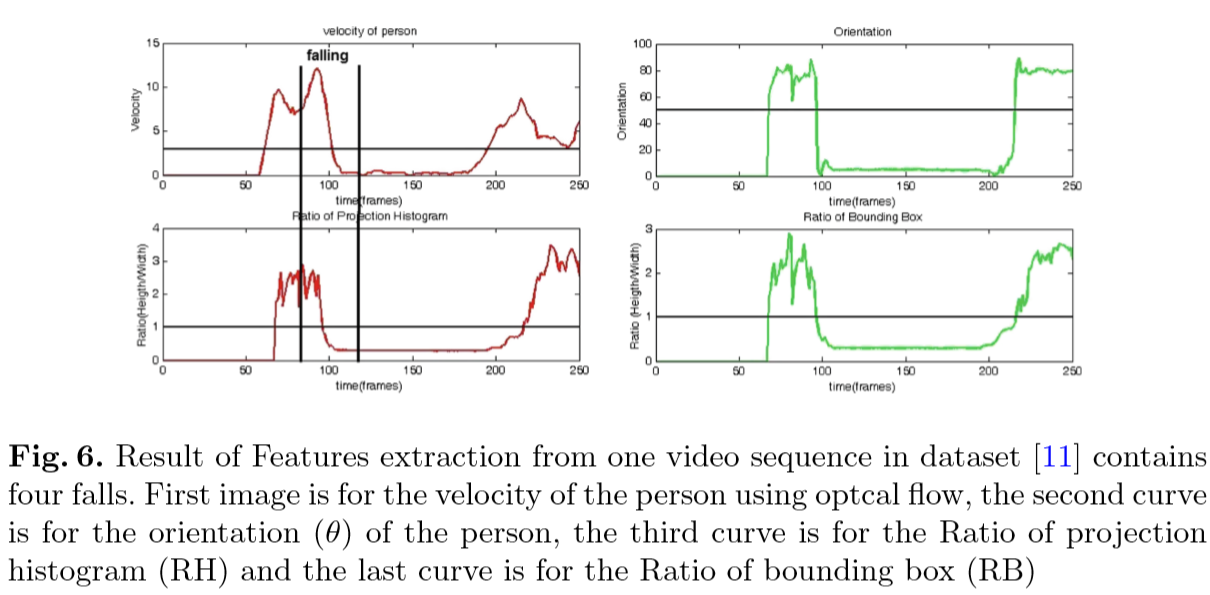 velocity of person
falling
15
10
5
0
Velocity
0 50 100 150 200 250
time(frames)
Orientation
100
80
60
40
20
0
Orientation
0 50 100 150 200 250
time(frames)
Ratio of Projection Histogram
4
3
2
1
0
Ratio(Heigth/Width)
0 50 100 150 200 250
time(frames)
Ratio of Bounding Box
3
2
1
0
Ratio (Heigth/Width)
0 50 100 150 200 250
time(frames)
Fig. 6. Result of Features extraction from one video sequence in dataset [11] contains
four falls. First image is for the velocity of the person using optcal flow, the second curve
is for the orientation (θ) of the person, the third curve is for the Ratio of projection
histogram (RH) and the last curve is for the Ratio of bounding box (RB)